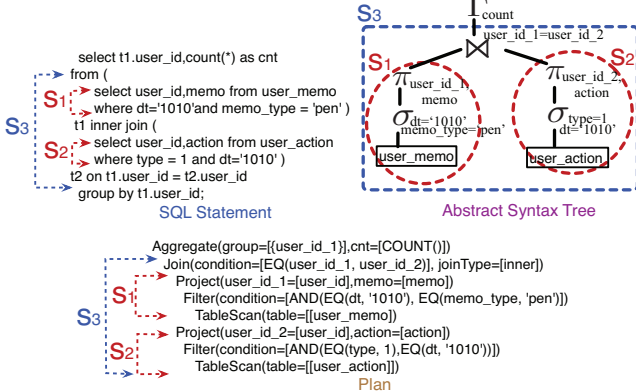 select t1.user_id,count(*) as cnt
from (
select user_id,memo from user_memo
where dt='1010'and memo_type = 'pen' )
t1 inner join (
select user_id,action from user_action
where type = 1 and dt='1010' )
t2 on t1.user_id = t2.user_id
group by t1.user_id;
S1
S2
S3
SQL Statement
S3
count
⋈ user_id_1=user_id_2
S1
π user_id_1,
memo
σ dt='1010'
memo_type='pen'
user_memo
S2
π user_id_2,
action
σ type=1
dt='1010'
user_action
Abstract Syntax Tree
Aggregate(group=[{user_id_1}],cnt=[COUNT()])
Join(condition=[EQ(user_id_1, user_id_2)], joinType=[inner])
Project(user_id_1=[user_id],memo=[memo])
Filter(condition=[AND(EQ(dt, '1010'), EQ(memo_type, 'pen')])
TableScan(table=[[user_memo])
Project(user_id_2=[user_id],action=[action])
Filter(condition=[AND(EQ(type, 1),EQ(dt, '1010'))])
TableScan(table=[[user_action]])
S1
S3
S2
Plan